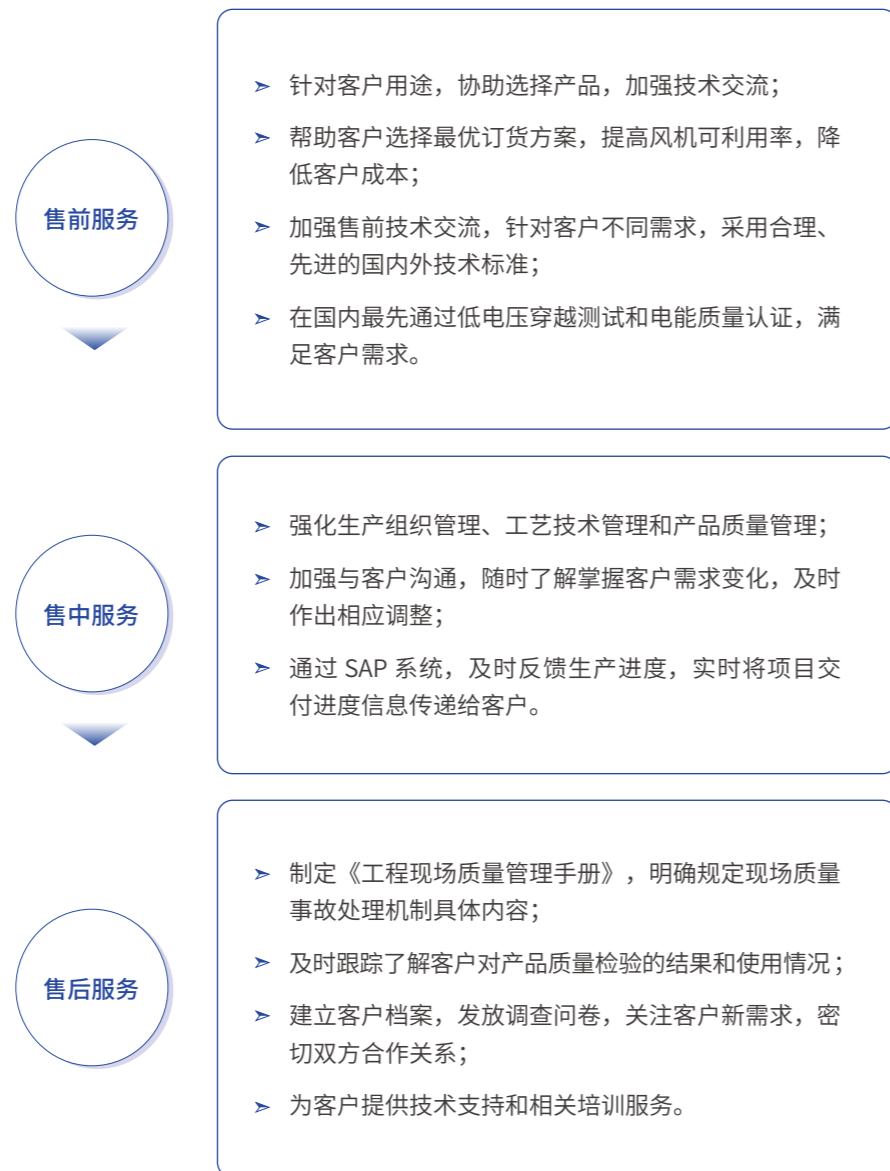 售前服务
➢ 针对客户用途，协助选择产品，加强技术交流；
➢ 帮助客户选择最优订货方案，提高风机可利用率，降
低客户成本；
➢ 加强售前技术交流，针对客户不同需求，采用合理、
先进的国内外技术标准；
➢ 在国内最先通过低电压穿越测试和电能质量认证，满
足客户需求。
售中服务
➢ 强化生产组织管理、工艺技术管理和产品质量管理；
➢ 加强与客户沟通，随时了解掌握客户需求变化，及时
作出相应调整；
➢ 通过 SAP 系统，及时反馈生产进度，实时将项目交
付进度信息传递给客户。
售后服务
➢ 制定《工程现场质量管理手册》，明确规定现场质量
事故处理机制具体内容；
➢ 及时跟踪了解客户对产品质量检验的结果和使用情况；
➢ 建立客户档案，发放调查问卷，关注客户新需求，密
切双方合作关系；
➢ 为客户提供技术支持和相关培训服务。